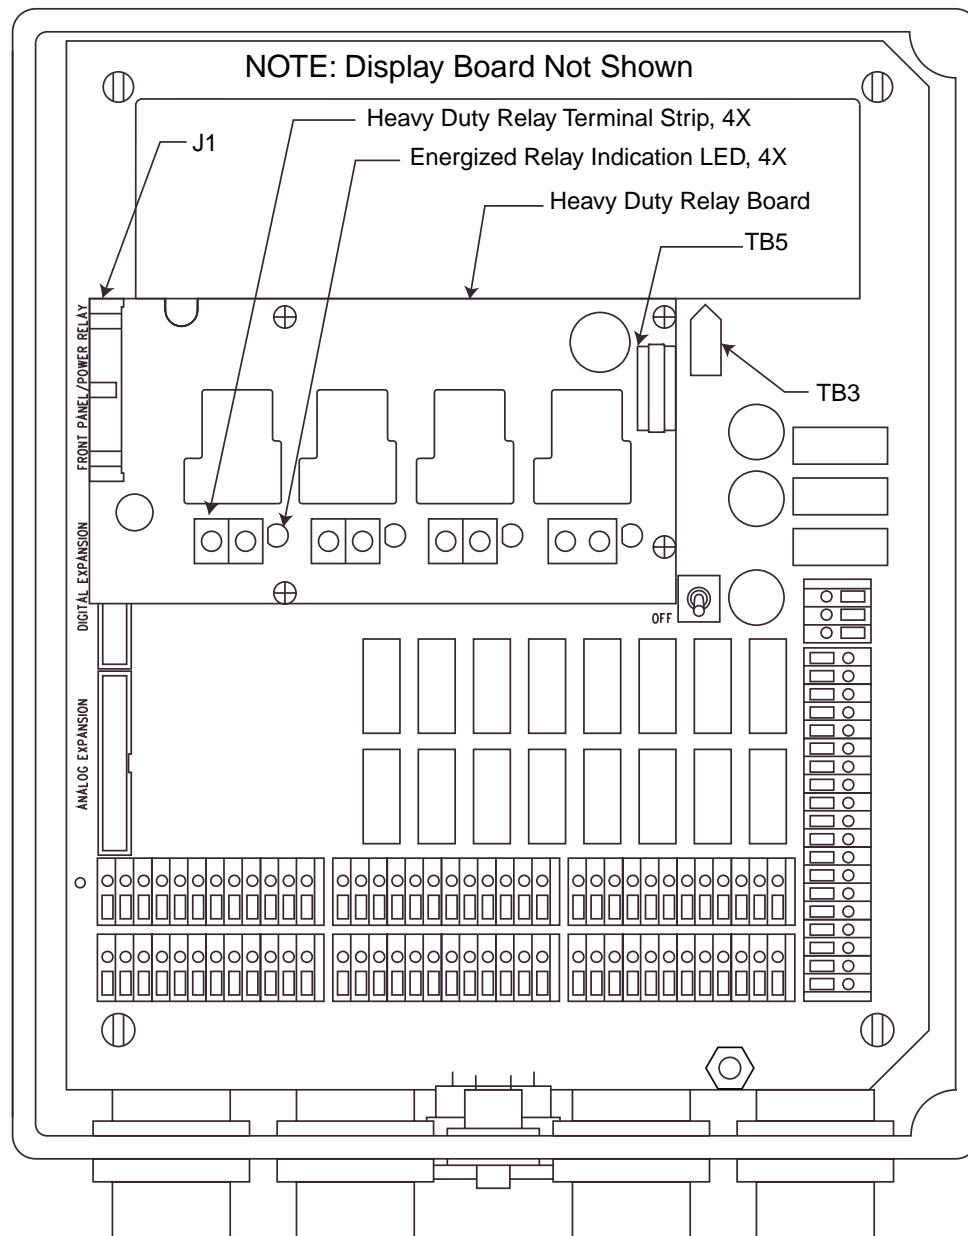 NOTE: Display Board Not Shown
Heavy Duty Relay Terminal Strip, 4X
J1
Energized Relay Indication LED, 4X
Heavy Duty Relay Board
TB5
TB3
FRONT PANEL/POWER RELAY
DIGITAL EXPANSION
OFF
ANALOG EXPANSION